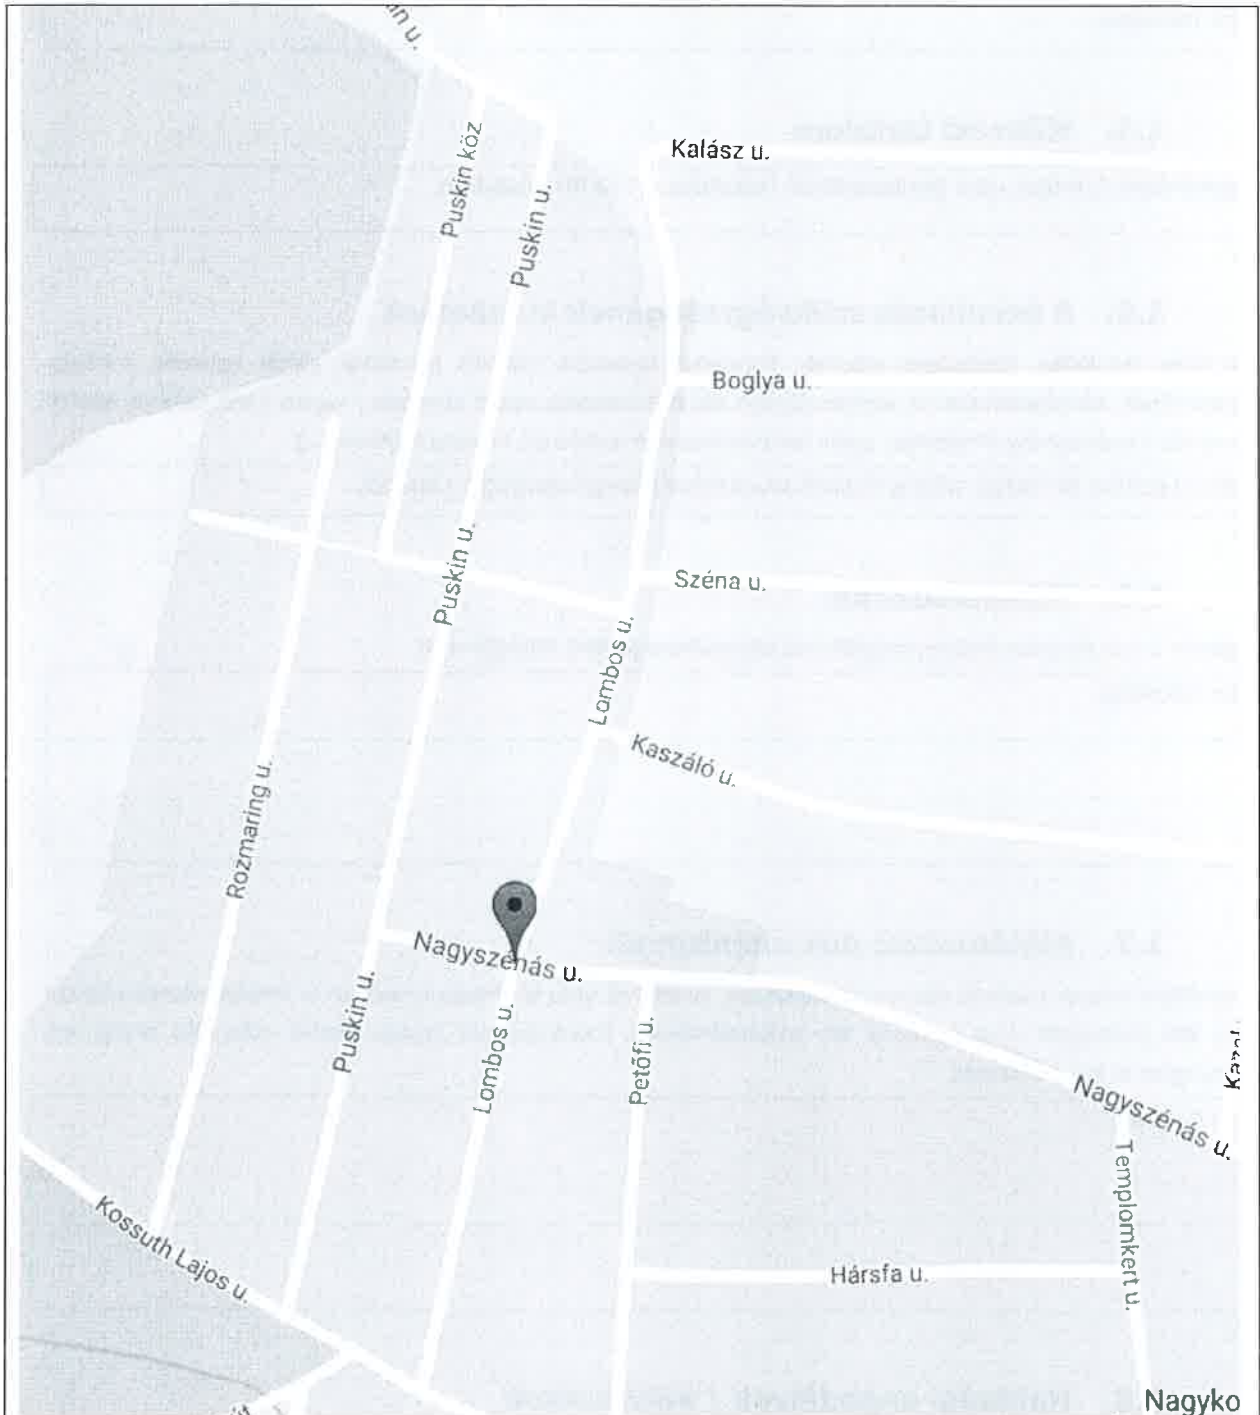 Puskin köz
Puskin u.
Kalász u.
Boglya u.
Puskin u.
Széna u.
Lombos u.
Kaszáló u.
Rozmaring u.
Nagyszénás u.
Puskin u.
Lombos u.
Petőfi u.
Nagyszénás u.
Templomkert u.
Kossuth Lajos u.
Hársfa u.
Nagyko